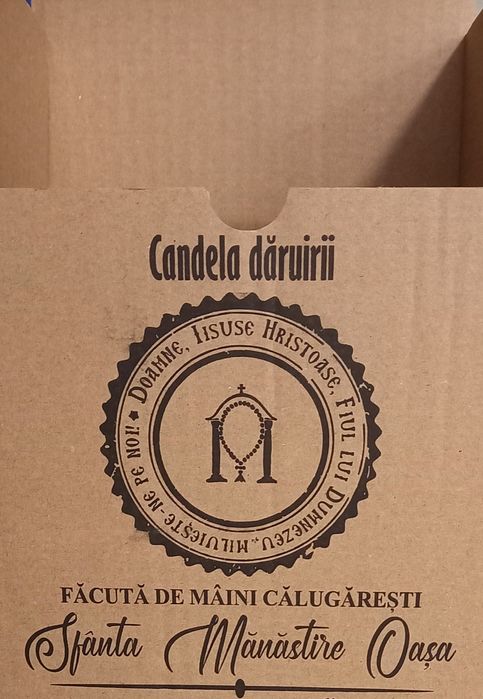 Candela dăruirii
Doamne, Iisuse Hristoase, Fiul lui Dumnezeu, miluiește-ne pe noi!
FĂCUTĂ DE MÂINI CĂLUGĂREȘTI
Sfânta Mănăstire Oașa